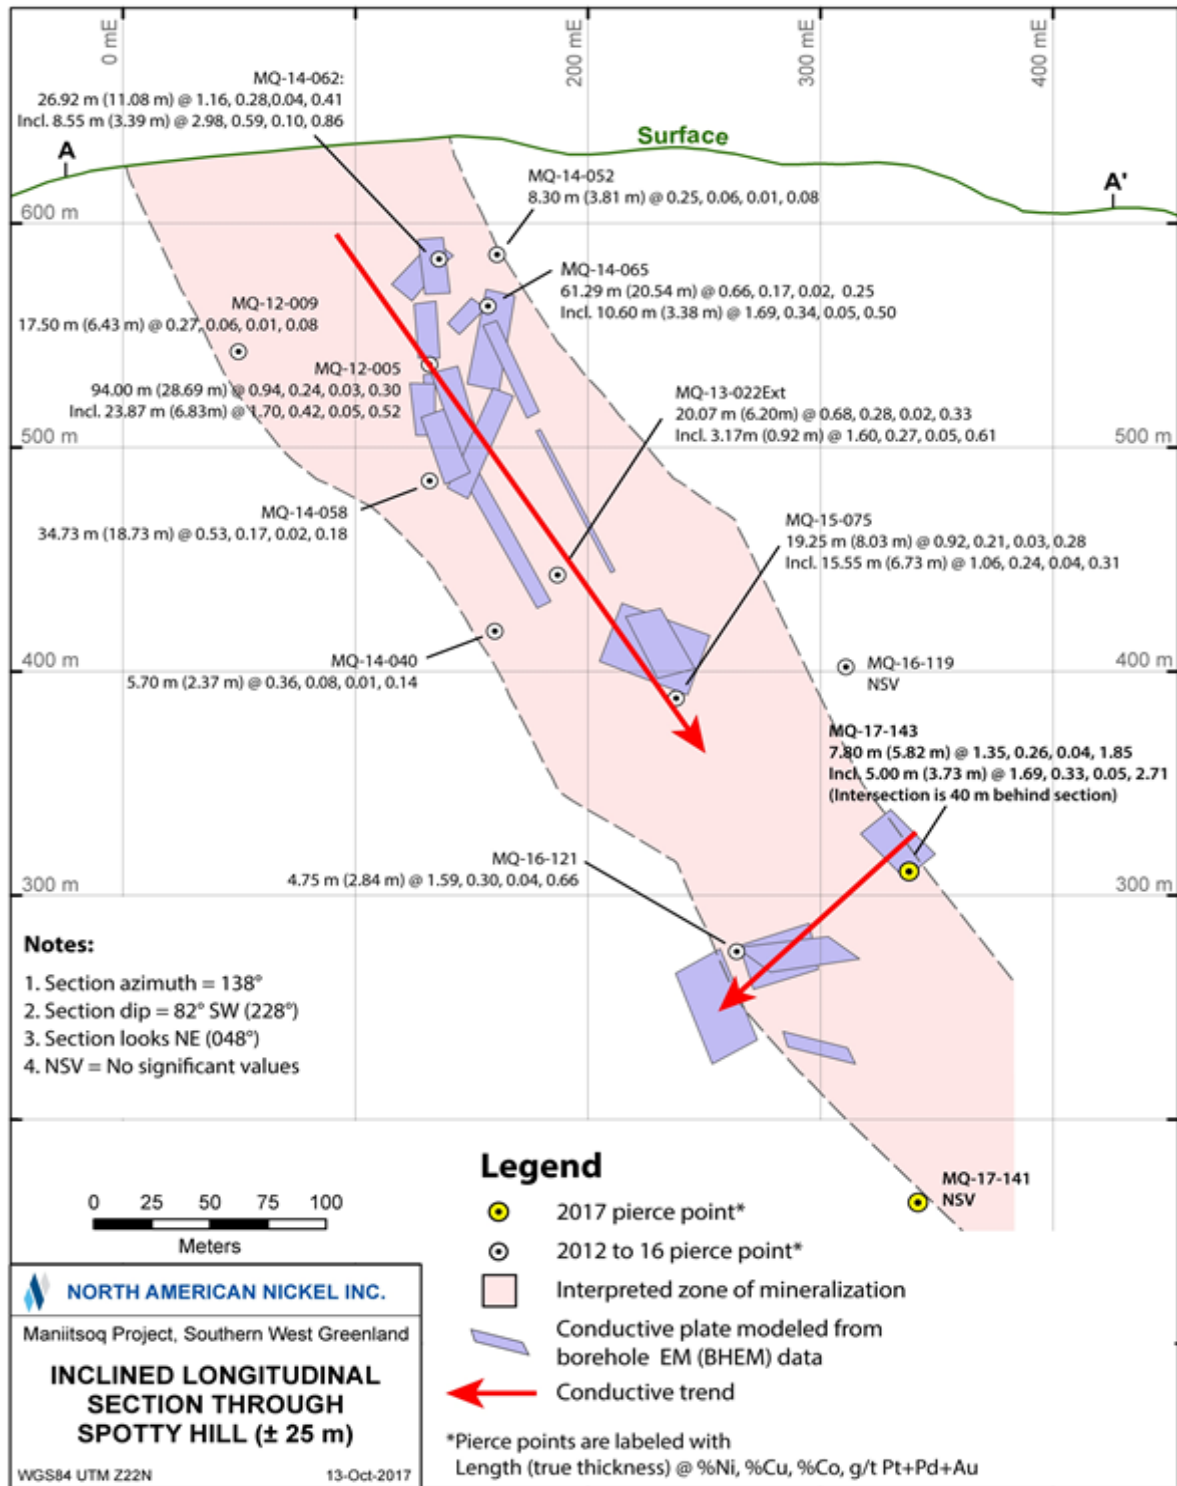 0 mE
200 mE
300 mE
400 mE
MQ-14-062:
26.92 m (11.08 m) @ 1.16, 0.28,0.04, 0.41
Incl. 8.55 m (3.39 m) @ 2.98, 0.59, 0.10, 0.86
Surface
A
A'
MQ-14-052
8.30 m (3.81 m) @ 0.25, 0.06, 0.01, 0.08
600 m
MQ-14-065
61.29 m (20.54 m) @ 0.66, 0.17, 0.02, 0.25
Incl. 10.60 m (3.38 m) @ 1.69, 0.34, 0.05, 0.50
MQ-12-009
17.50 m (6.43 m) @ 0.27, 0.06, 0.01, 0.08
MQ-12-005
94.00 m (28.69 m) @ 0.94, 0.24, 0.03, 0.30
Incl. 23.87 m (6.83m) @ 1.70, 0.42, 0.05, 0.52
MQ-13-022Ext
20.07 m (6.20m) @ 0.68, 0.28, 0.02, 0.33
Incl. 3.17m (0.92 m) @ 1.60, 0.27, 0.05, 0.61
500 m
500 m
MQ-14-058
34.73 m (18.73 m) @ 0.53, 0.17, 0.02, 0.18
MQ-15-075
19.25 m (8.03 m) @ 0.92, 0.21, 0.03, 0.28
Incl. 15.55 m (6.73 m) @ 1.06, 0.24, 0.04, 0.31
MQ-14-040
5.70 m (2.37 m) @ 0.36, 0.08, 0.01, 0.14
400 m
400 m
MQ-16-119
NSV
MQ-17-143
7.80 m (5.82 m) @ 1.35, 0.26, 0.04, 1.85
Incl. 5.00 m (3.73 m) @ 1.69, 0.33, 0.05, 2.71
(Intersection is 40 m behind section)
MQ-16-121
4.75 m (2.84 m) @ 1.59, 0.30, 0.04, 0.66
300 m
300 m
Notes:
1. Section azimuth = 138°
2. Section dip = 82° SW (228°)
3. Section looks NE (048°)
4. NSV = No significant values
MQ-17-141
NSV
0 25 50 75 100
Meters
Legend
2017 pierce point*
2012 to 16 pierce point*
Interpreted zone of mineralization
Conductive plate modeled from
borehole EM (BHEM) data
Conductive trend
*Pierce points are labeled with
Length (true thickness) @ %Ni, %Cu, %Co, g/t Pt+Pd+Au
NORTH AMERICAN NICKEL INC.
Maniitsoq Project, Southern West Greenland
INCLINED LONGITUDINAL
SECTION THROUGH
SPOTTY HILL (± 25 m)
WGS84 UTM Z22N
13-Oct-2017